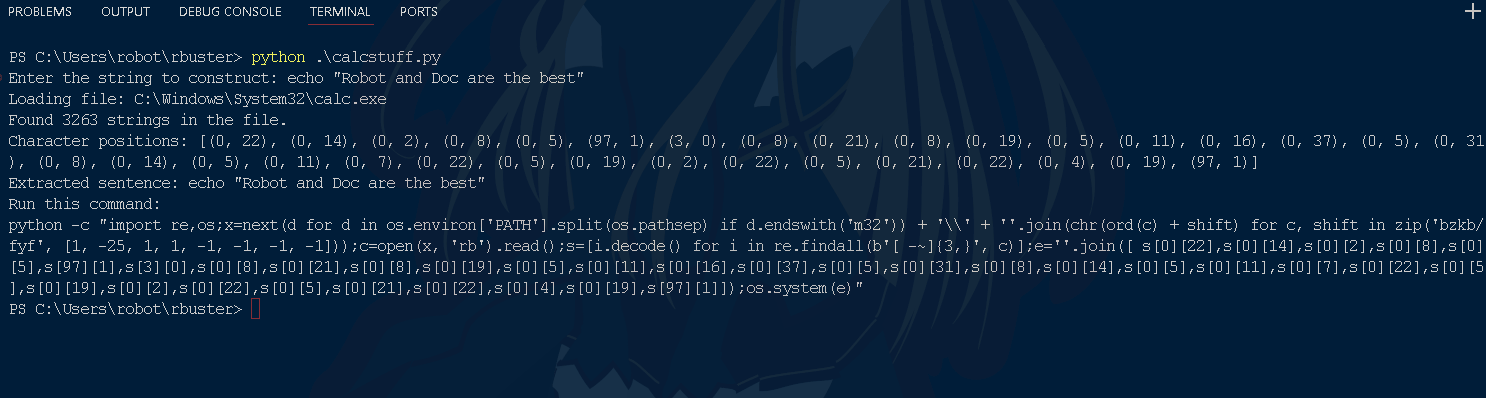 PROBLEMS OUTPUT DEBUG CONSOLE TERMINAL PORTS
PS C:\Users\robot\rbuster> python .\calcstuff.py
Enter the string to construct: echo "Robot and Doc are the best"
Loading file: C:\Windows\System32\calc.exe
Found 3263 strings in the file.
Character positions: [(0, 22), (0, 14), (0, 2), (0, 8), (0, 5), (97, 1), (3, 0), (0, 8), (0, 21), (0, 8), (0, 19), (0, 5), (0, 11), (0, 16), (0, 37), (0, 5), (0, 31
), (0, 8), (0, 14), (0, 5), (0, 11), (0, 7), (0, 22), (0, 5), (0, 19), (0, 2), (0, 22), (0, 5), (0, 21), (0, 22), (0, 4), (0, 19), (97, 1)]
Extracted sentence: echo "Robot and Doc are the best"
Run this command:
python -c "import re,os;x=next(d for d in os.environ['PATH'].split(os.pathsep) if d.endswith('m32')) + '\\' + ''.join(chr(ord(c) + shift) for c, shift in zip('bzkb/
fyf', [1, -25, 1, 1, -1, -1, -1, -1]));c=open(x, 'rb').read();s=[i.decode() for i in re.findall(b'[ -~]{3,}', c)];e=''.join([ s[0][22],s[0][14],s[0][2],s[0][8],s[0]
[5],s[97][1],s[3][0],s[0][8],s[0][21],s[0][8],s[0][19],s[0][5],s[0][11],s[0][16],s[0][37],s[0][5],s[0][31],s[0][8],s[0][14],s[0][5],s[0][11],s[0][7],s[0][22],s[0][5
],s[0][19],s[0][2],s[0][22],s[0][5],s[0][21],s[0][22],s[0][4],s[0][19],s[97][1]]);os.system(e)"
PS C:\Users\robot\rbuster>